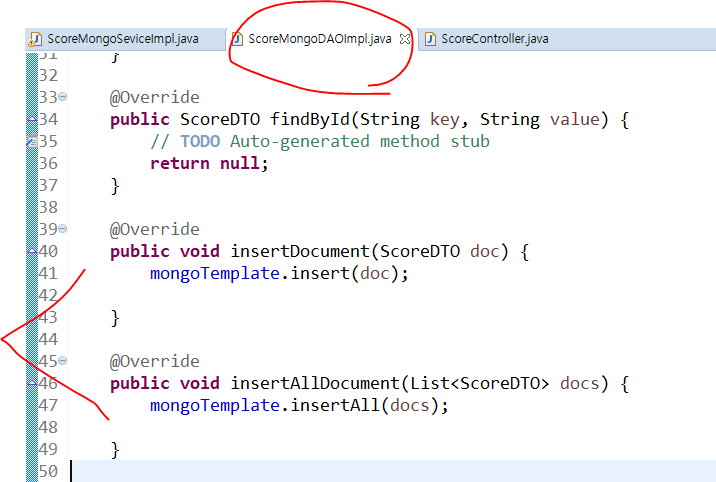 ScoreMongoSeviceImpl.java ScoreMongoDAOImpl.java ScoreController.java
31 }
32
33 @Override
34 public ScoreDTO findById(String key, String value) {
35 // TODO Auto-generated method stub
36 return null;
37 }
38
39 @Override
40 public void insertDocument(ScoreDTO doc) {
41 mongoTemplate.insert(doc);
42
43 }
44
45 @Override
46 public void insertAllDocument(List<ScoreDTO> docs) {
47 mongoTemplate.insertAll(docs);
48
49 }
50